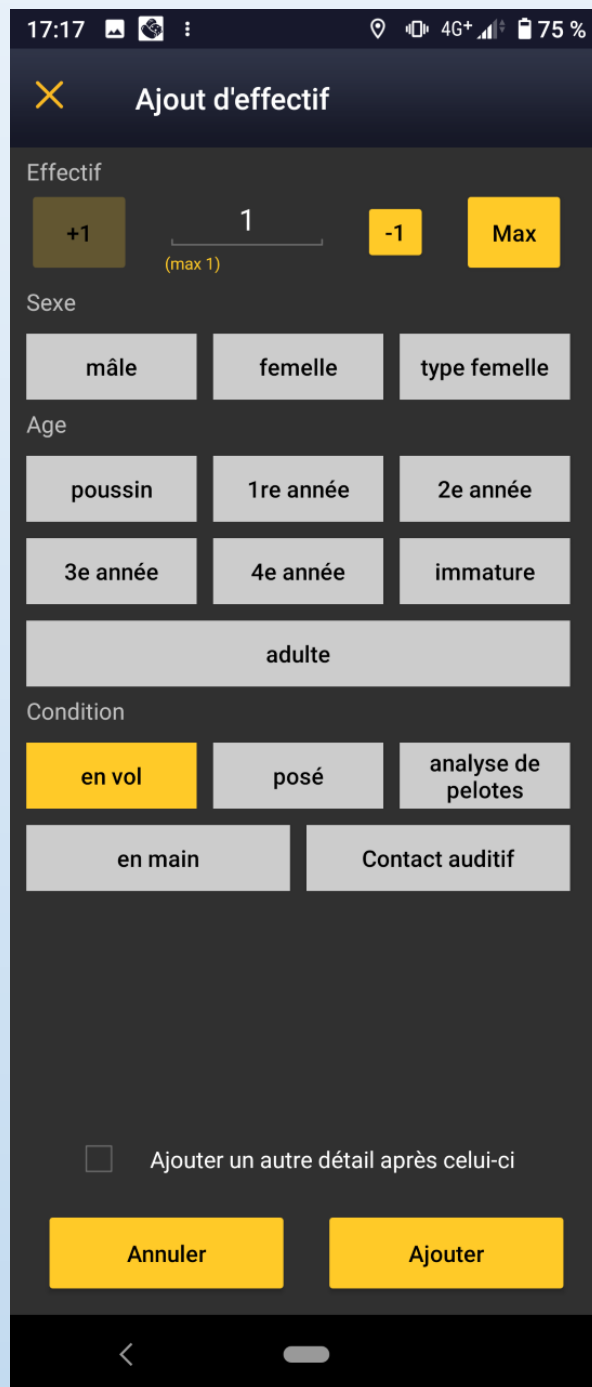 17:17 4G+ 75 %
Ajout d'effectif
Effectif
+1 1 -1 Max
(max 1)
Sexe
mâle femelle type femelle
Age
poussin 1re année 2e année
3e année 4e année immature
adulte
Condition
en vol posé analyse de
pelotes
en main Contact auditif
Ajouter un autre détail après celui-ci
Annuler Ajouter